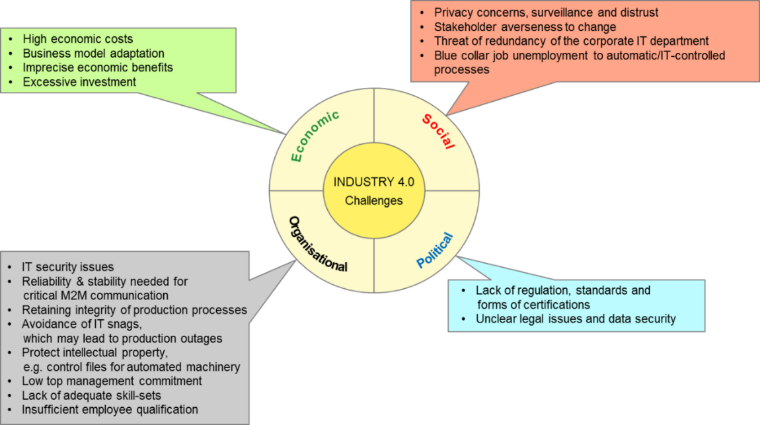 • High economic costs
• Business model adaptation
• Imprecise economic benefits
• Excessive investment
• Privacy concerns, surveillance and distrust
• Stakeholder averseness to change
• Threat of redundancy of the corporate IT department
• Blue collar job unemployment to automatic/IT-controlled
processes
Economic
Social
INDUSTRY 4.0
Challenges
Organisational
Political
• IT security issues
• Reliability & stability needed for
critical M2M communication
• Retaining integrity of production processes
• Avoidance of IT snags,
which may lead to production outages
• Protect intellectual property,
e.g. control files for automated machinery
• Low top management commitment
• Lack of adequate skill-sets
• Insufficient employee qualification
• Lack of regulation, standards and
forms of certifications
• Unclear legal issues and data security